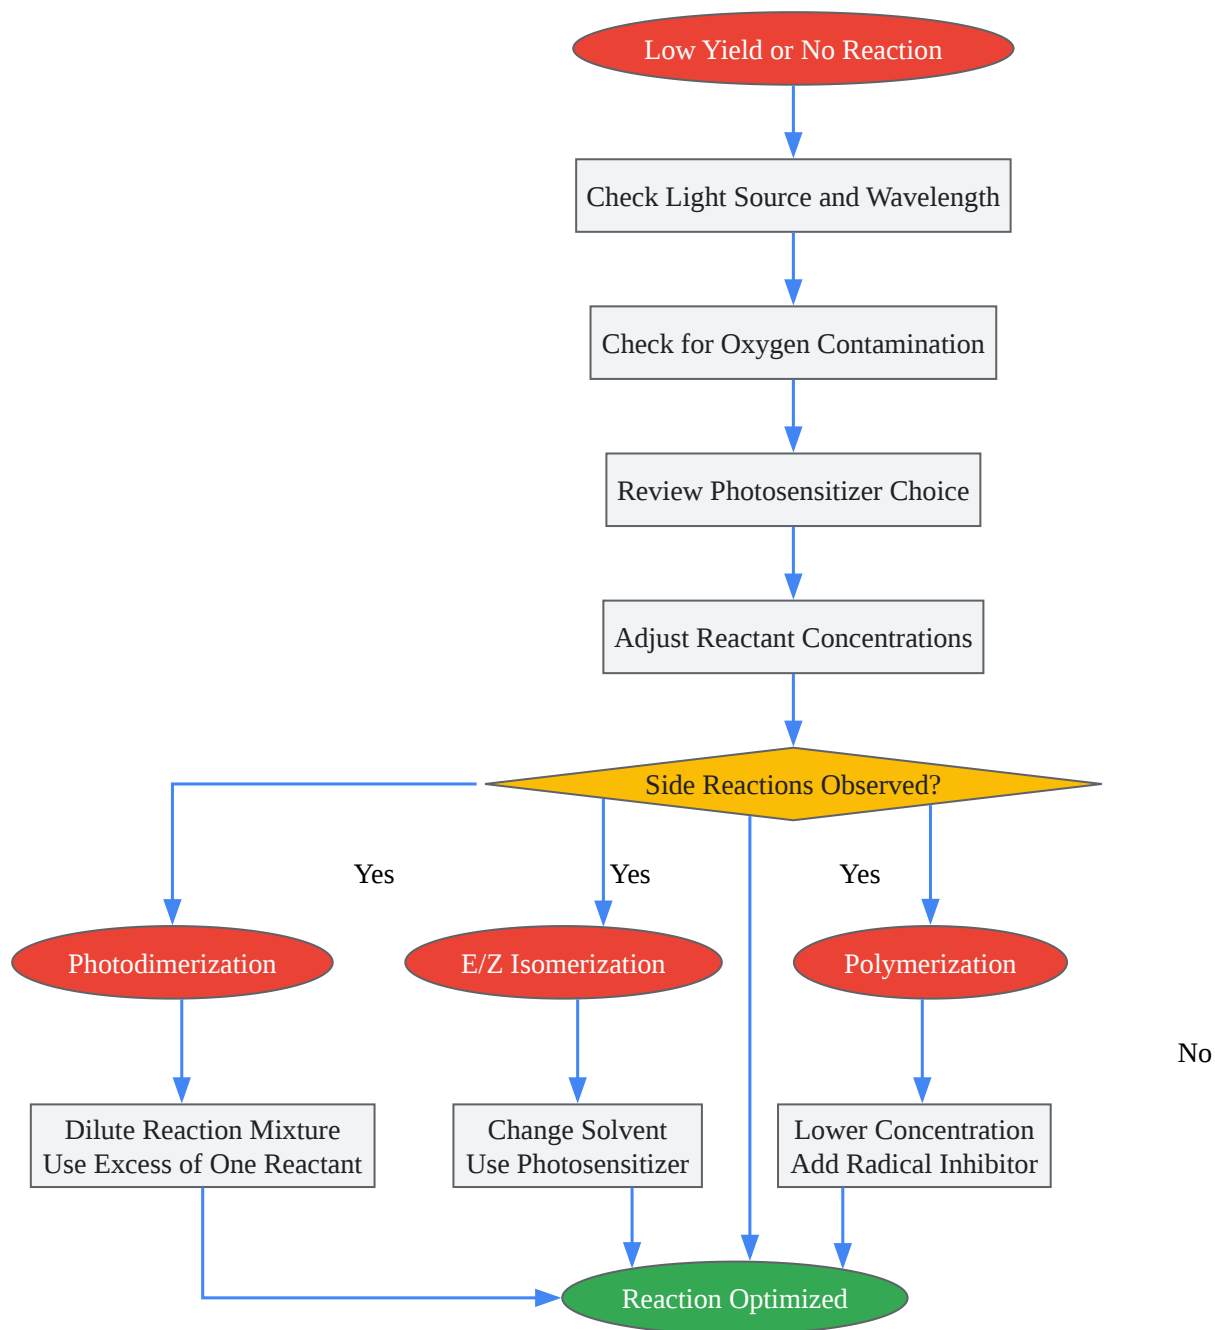 Low Yield or No Reaction
Check Light Source and Wavelength
Check for Oxygen Contamination
Review Photosensitizer Choice
Adjust Reactant Concentrations
Side Reactions Observed?
Yes
Yes
Yes
Photodimerization
E/Z Isomerization
Polymerization
No
Dilute Reaction Mixture
Use Excess of One Reactant
Change Solvent
Use Photosensitizer
Lower Concentration
Add Radical Inhibitor
Reaction Optimized